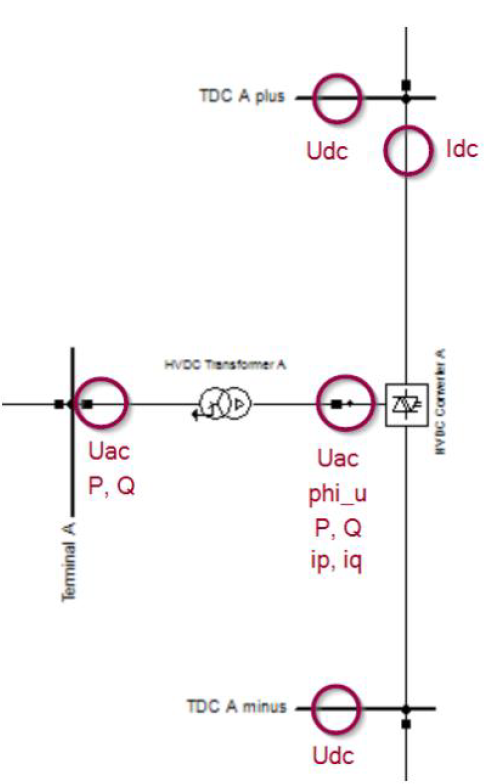 TDC A plus
Udc
Idc
HVDC Transformer A
HVDC Converter A
Uac
P, Q
Uac
phi_u
P, Q
ip, iq
Terminal A
TDC A minus
Udc